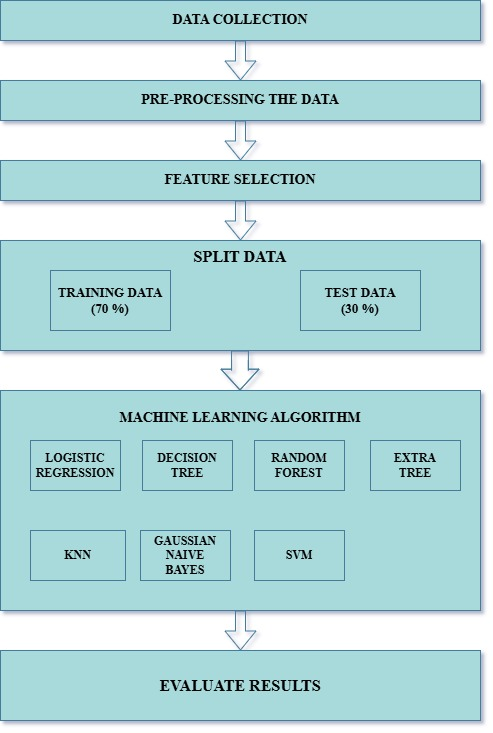 DATA COLLECTION
PRE-PROCESSING THE DATA
FEATURE SELECTION
SPLIT DATA
TRAINING DATA
(70 %)
TEST DATA
(30 %)
MACHINE LEARNING ALGORITHM
LOGISTIC
REGRESSION
DECISION
TREE
RANDOM
FOREST
EXTRA
TREE
KNN
GAUSSIAN
NAIVE
BAYES
SVM
EVALUATE RESULTS